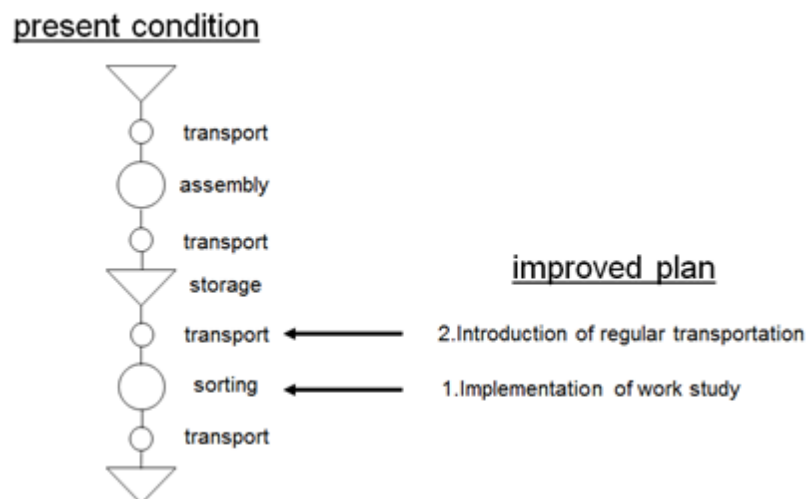 present condition
transport
assembly
transport
storage
improved plan
transport
2.Introduction of regular transportation
sorting
1.Implementation of work study
transport